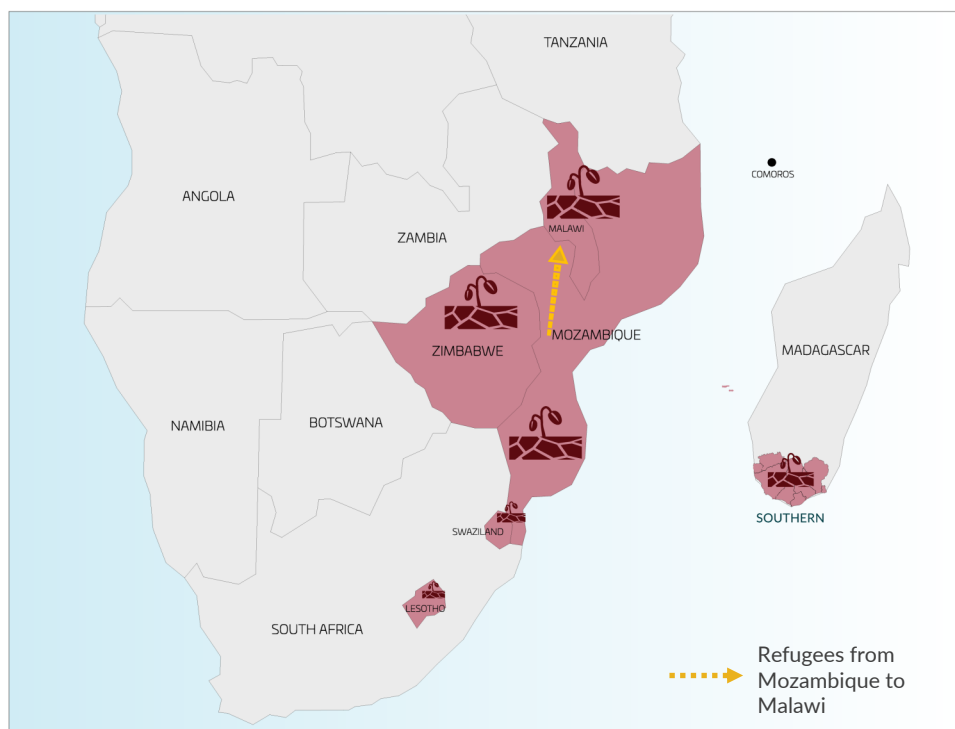 TANZANIA
COMOROS
ANGOLA
MALAWI
ZAMBIA
MOZAMBIQUE
ZIMBABWE
MADAGASCAR
BOTSWANA
NAMIBIA
SOUTHERN
SWAZILAND
LESOTHO
SOUTH AFRICA
Refugees from
Mozambique to
Malawi